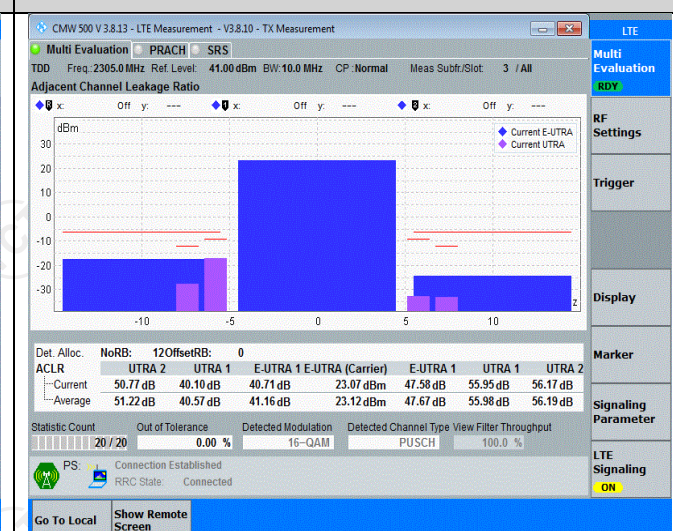 CMW 500 V 3.8.13 - LTE Measurement - V3.8.10 - TX Measurement
LTE
Multi Evaluation PRACH SRS
Multi
Evaluation
RDY
TDD Freq.:2305.0 MHz Ref. Level: 41.00 dBm BW:10.0 MHz CP :Normal Meas Subfr./Slot: 3 / All
Adjacent Channel Leakage Ratio
x: Off y: --- x: Off y: --- x: Off y: ---
dBm
Current E-UTRA
Current UTRA
30
20
10
0
-10
-20
-30
z
-10 -5 0 5 10
RF
Settings
Trigger
Display
Marker
Det. Alloc. NoRB: 12OffsetRB: 0
ACLR UTRA 2 UTRA 1 E-UTRA 1 E-UTRA (Carrier) E-UTRA 1 UTRA 1 UTRA 2
Current 50.77 dB 40.10 dB 40.71 dB 23.07 dBm 47.58 dB 55.95 dB 56.17 dB
Average 51.22 dB 40.57 dB 41.16 dB 23.12 dBm 47.67 dB 55.98 dB 56.19 dB
Signaling
Parameter
Statistic Count Out of Tolerance Detected Modulation Detected Channel Type View Filter Throughput
20 / 20 0.00 % 16-QAM PUSCH 100.0 %
PS: Connection Established
RRC State: Connected
LTE
Signaling
ON
Go To Local
Show Remote
Screen